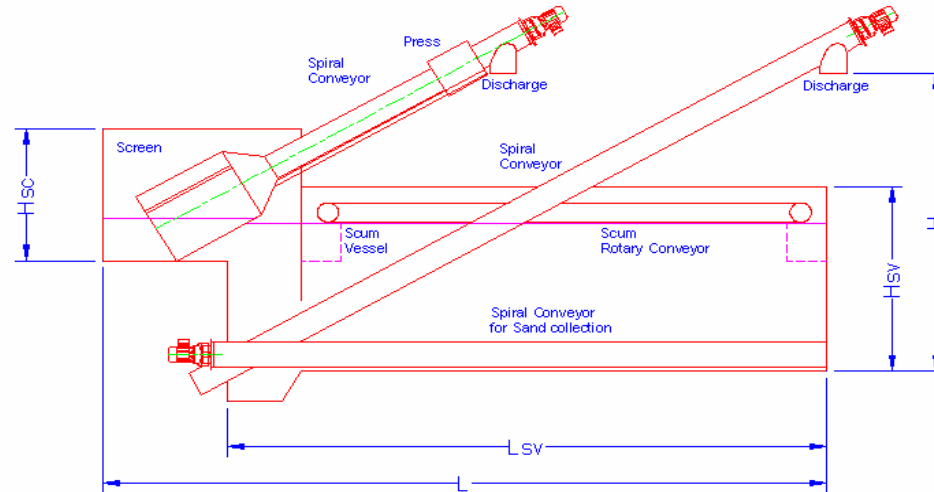 Press
Spiral
Conveyor
Discharge
Discharge
Screen
Spiral
Conveyor
HSC
Scum
Vessel
Scum
Rotary Conveyor
HSV
Spiral Conveyor
for Sand collection
LSV
L